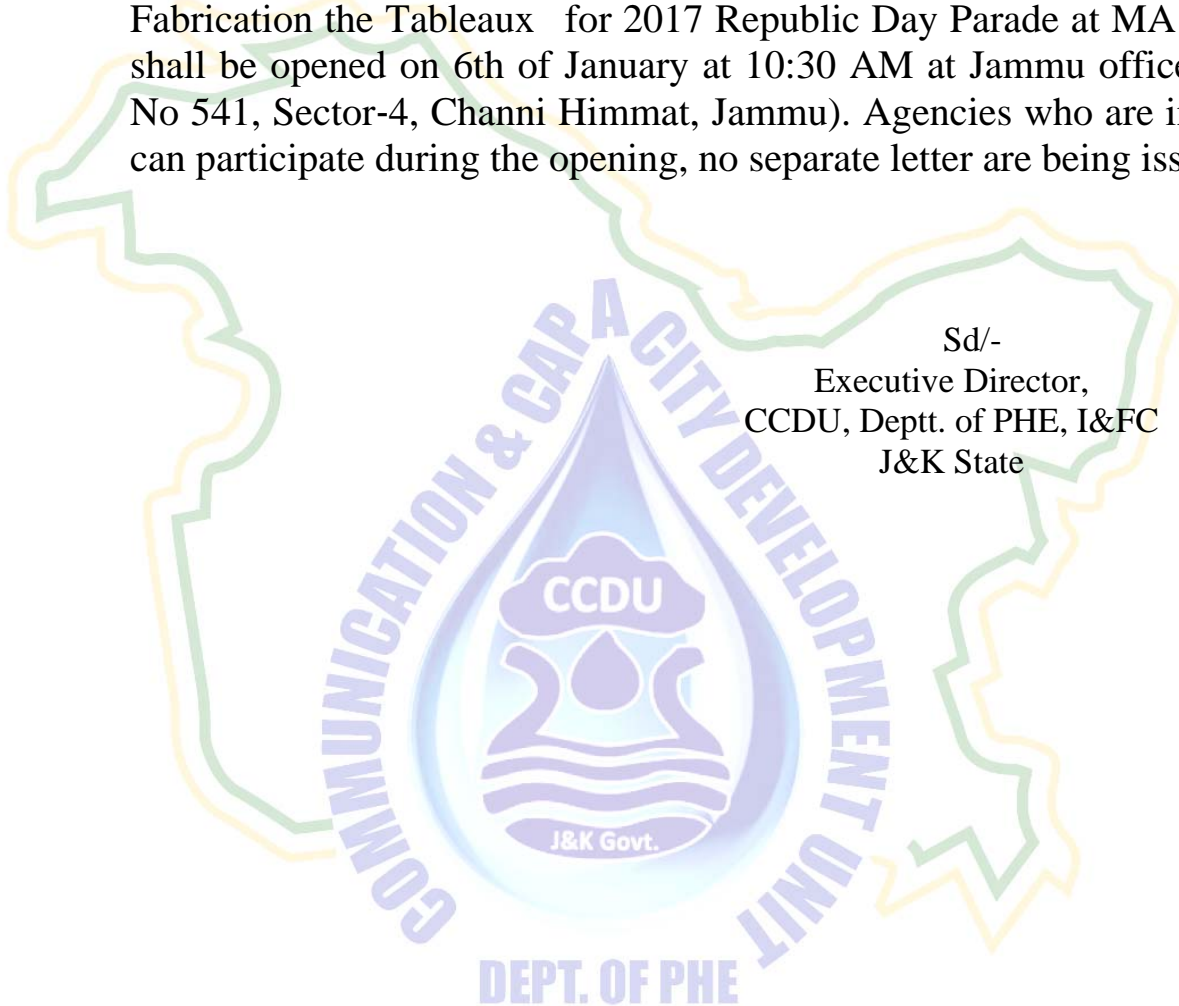 Fabrication the Tableaux for 2017 Republic Day Parade at MA
shall be opened on 6th of January at 10:30 AM at Jammu office
No 541, Sector-4, Channi Himmat, Jammu). Agencies who are
can participate during the opening, no separate letter are being
Sd/-
Executive Director,
CCDU, Deptt. of PHE, I&FC
J&K State
COMMUNICATION & CAPA CITY DEVELOPMENT UNIT
CCDU
J&K Govt.
DEPT. OF PHE